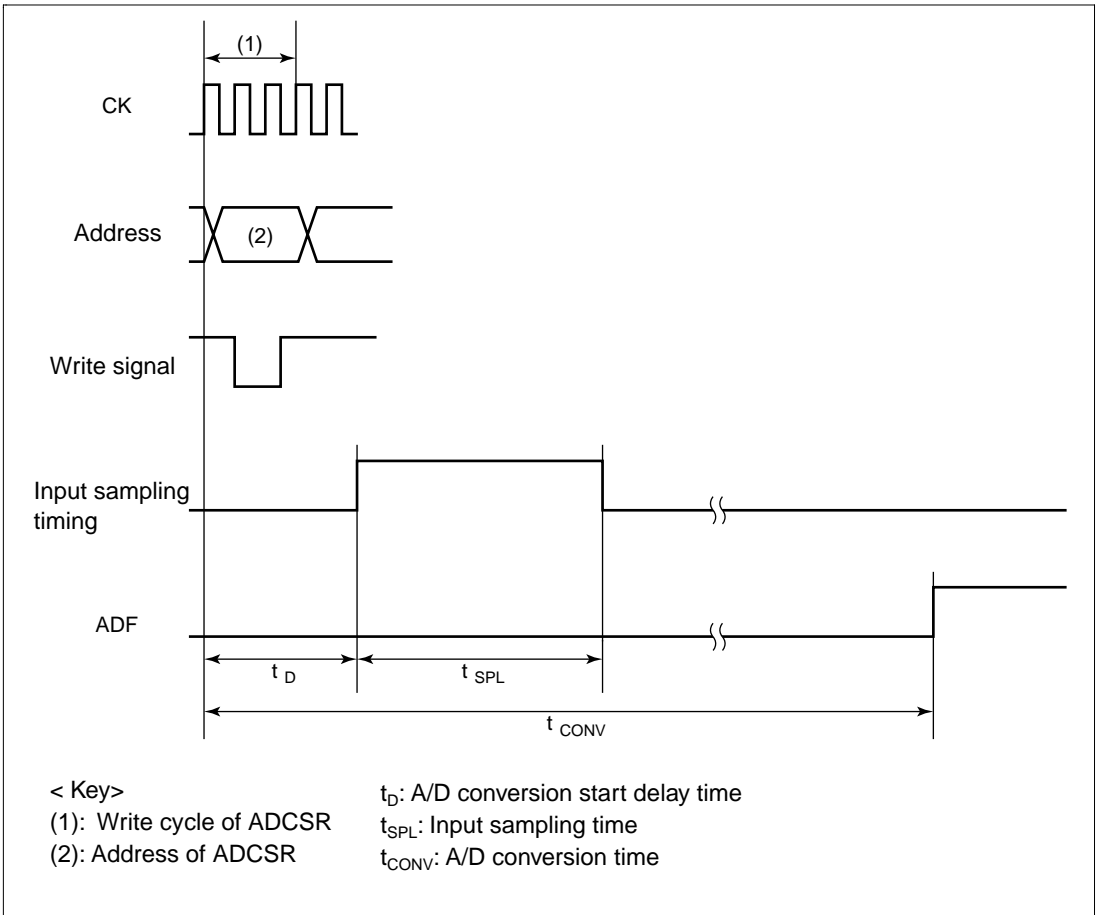 (1)
CK
Address
(2)
Write signal
Input sampling
timing
ADF
t D
t SPL
t CONV
< Key>
(1): Write cycle of ADCSR
(2): Address of ADCSR
tD: A/D conversion start delay time
tSPL: Input sampling time
tCONV: A/D conversion time